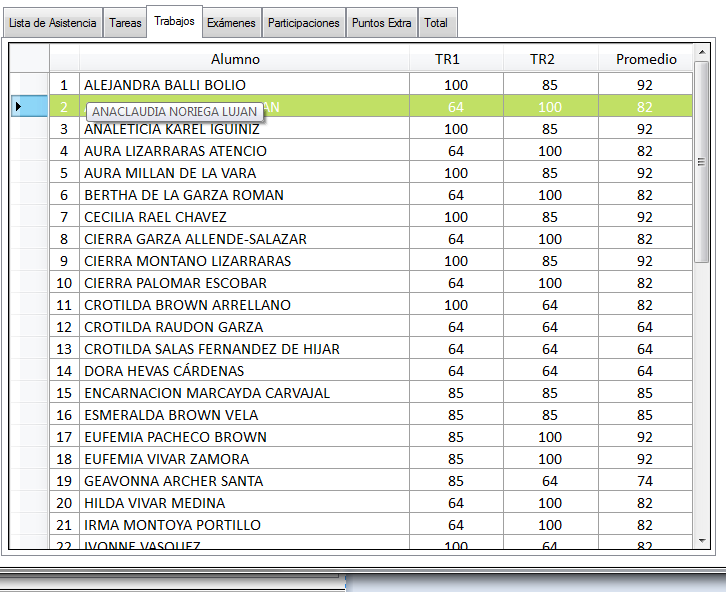 Lista de Asistencia Tareas Trabajos Exámenes Participaciones Puntos Extra Total
Alumno TR1 TR2 Promedio
1 ALEJANDRA BALLI BOLIO 100 85 92
2 ANACLAUDIA NORIEGA LUJAN AN 64 100 82
3 ANALETICIA KAREL IGUINIZ 100 85 92
4 AURA LIZARRARAS ATENCIO 64 100 82
5 AURA MILLAN DE LA VARA 100 85 92
6 BERTHA DE LA GARZA ROMAN 64 100 82
7 CECILIA RAEL CHAVEZ 100 85 92
8 CIERRA GARZA ALLENDE-SALAZAR 64 100 82
9 CIERRA MONTANO LIZARRARAS 100 85 92
10 CIERRA PALOMAR ESCOBAR 64 100 82
11 CROTILDA BROWN ARRELLANO 100 64 82
12 CROTILDA RAUDON GARZA 64 64 64
13 CROTILDA SALAS FERNANDEZ DE HIJAR 64 64 64
14 DORA HEVAS CÁRDENAS 64 64 64
15 ENCARNACION MARCAYDA CARVAJAL 85 85 85
16 ESMERALDA BROWN VELA 85 85 85
17 EUFEMIA PACHECO BROWN 85 100 92
18 EUFEMIA VIVAR ZAMORA 85 100 92
19 GEAVONNA ARCHER SANTA 85 64 74
20 HILDA VIVAR MEDINA 64 100 82
21 IRMA MONTOYA PORTILLO 64 100 82
22 IVONNE VASQUEZ 100 64 82